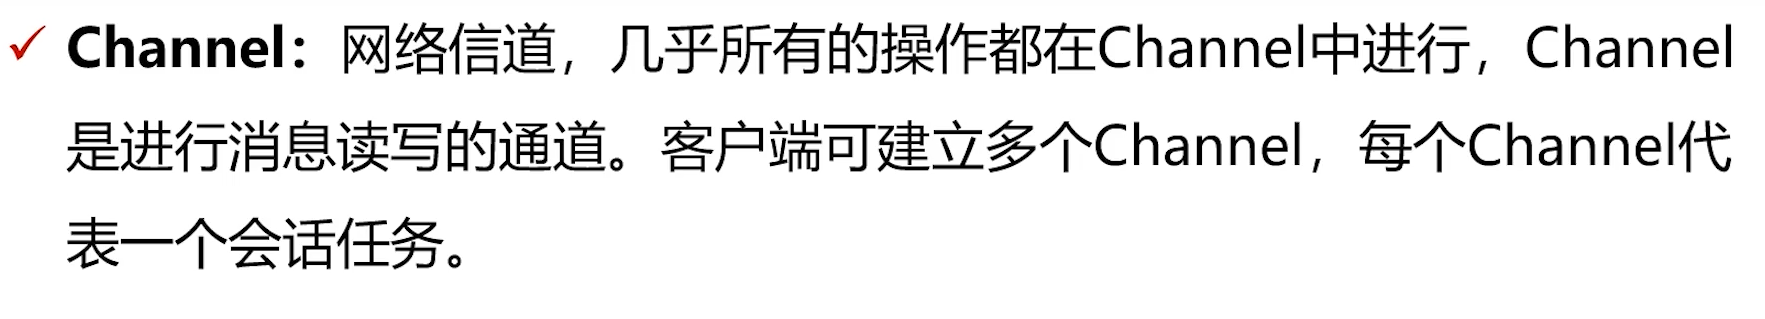 ✓ Channel：网络信道，几乎所有的操作都在Channel中进行，Channel
是进行消息读写的通道。客户端可建立多个Channel，每个Channel代
表一个会话任务。